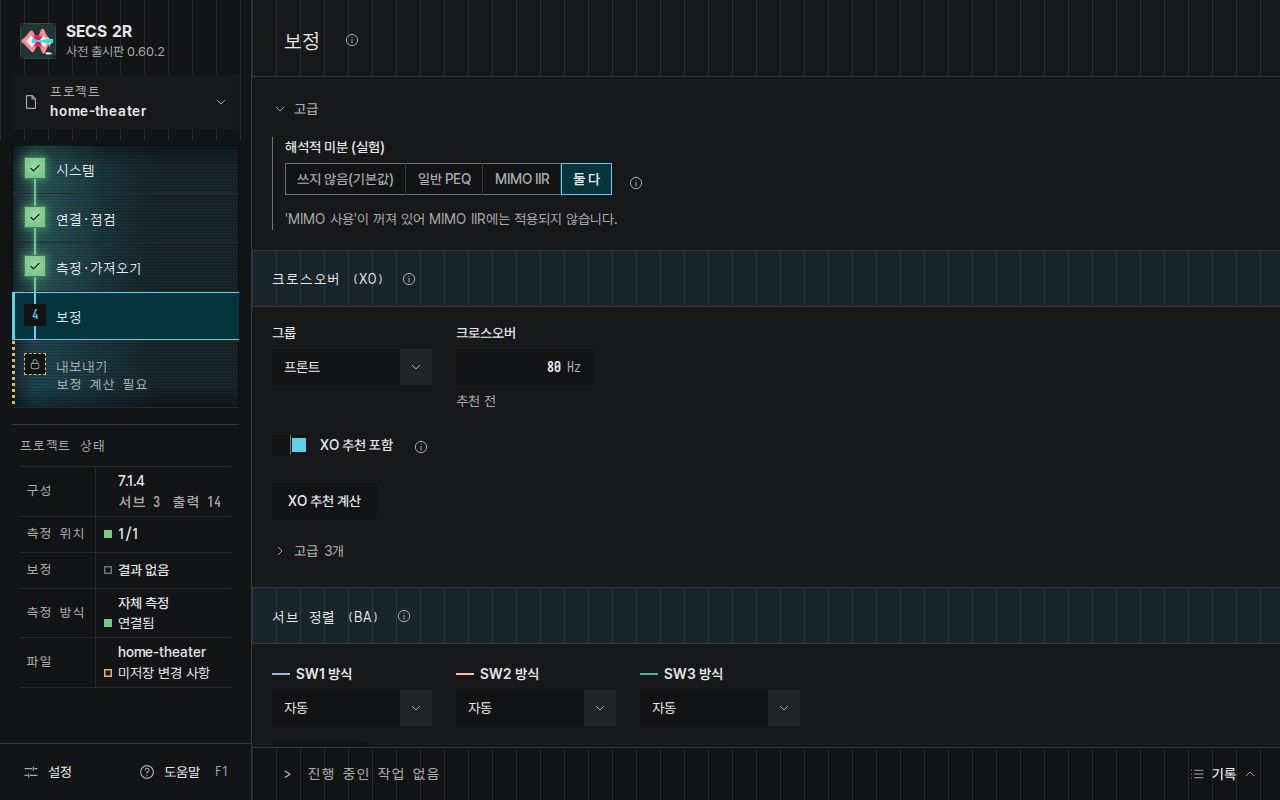 SECS 2R
사전 출시판 0.60.2
프로젝트
home-theater
시스템
연결·점검
측정·가져오기
4 보정
내보내기
보정 계산 필요
프로젝트 상태
구성 7.1.4
서브 3 출력 14
측정 위치 1/1
보정 결과 없음
측정 방식 자체 측정
연결됨
파일 home-theater
미저장 변경 사항
설정 도움말 F1
보정
고급
해석적 미분 (실험)
쓰지 않음(기본값) 일반 PEQ MIMO IIR 둘 다
'MIMO 사용'이 꺼져 있어 MIMO IIR에는 적용되지 않습니다.
크로스오버 (XO)
그룹 크로스오버
프론트 80 Hz
추천 전
XO 추천 포함
XO 추천 계산
고급 3개
서브 정렬 (BA)
SW1 방식 SW2 방식 SW3 방식
자동 자동 자동
> 진행 중인 작업 없음 기록